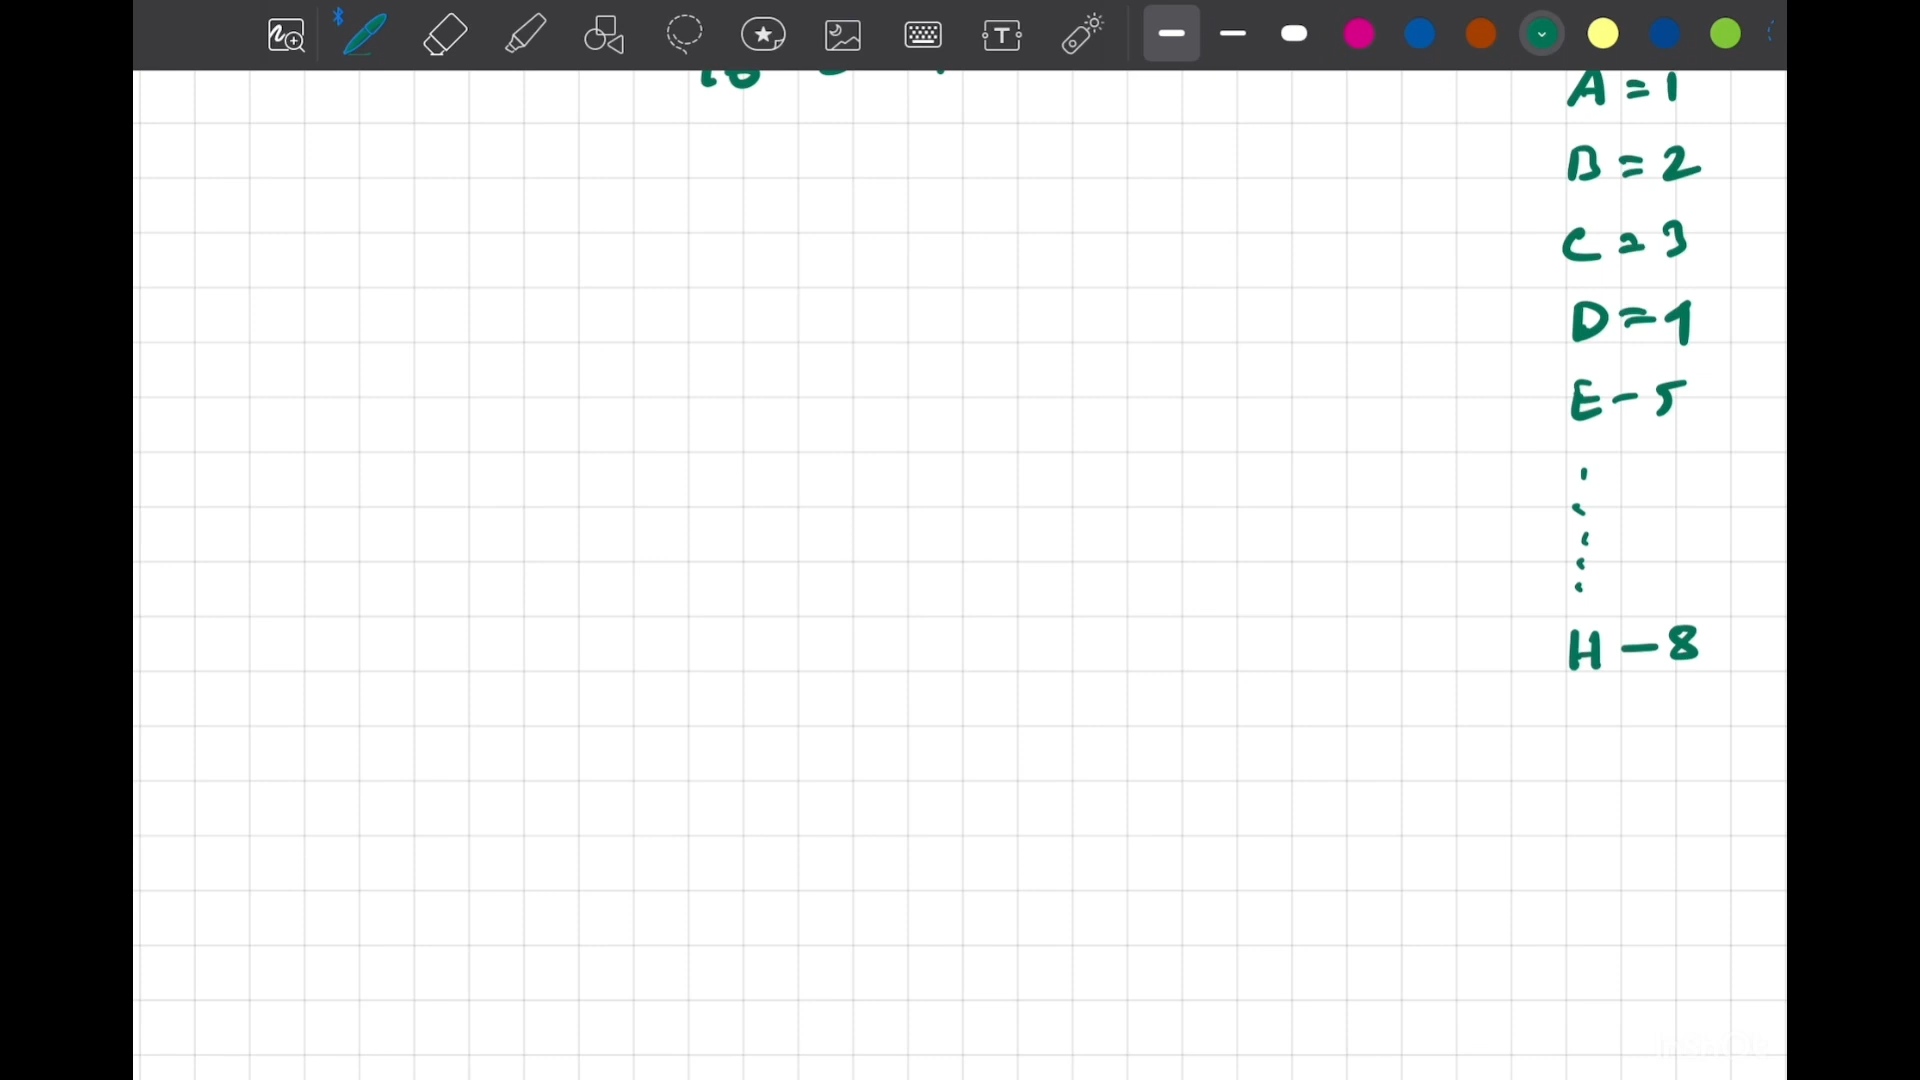 A = 1
B = 2
C = 3
D = 4
E - 5
H - 8